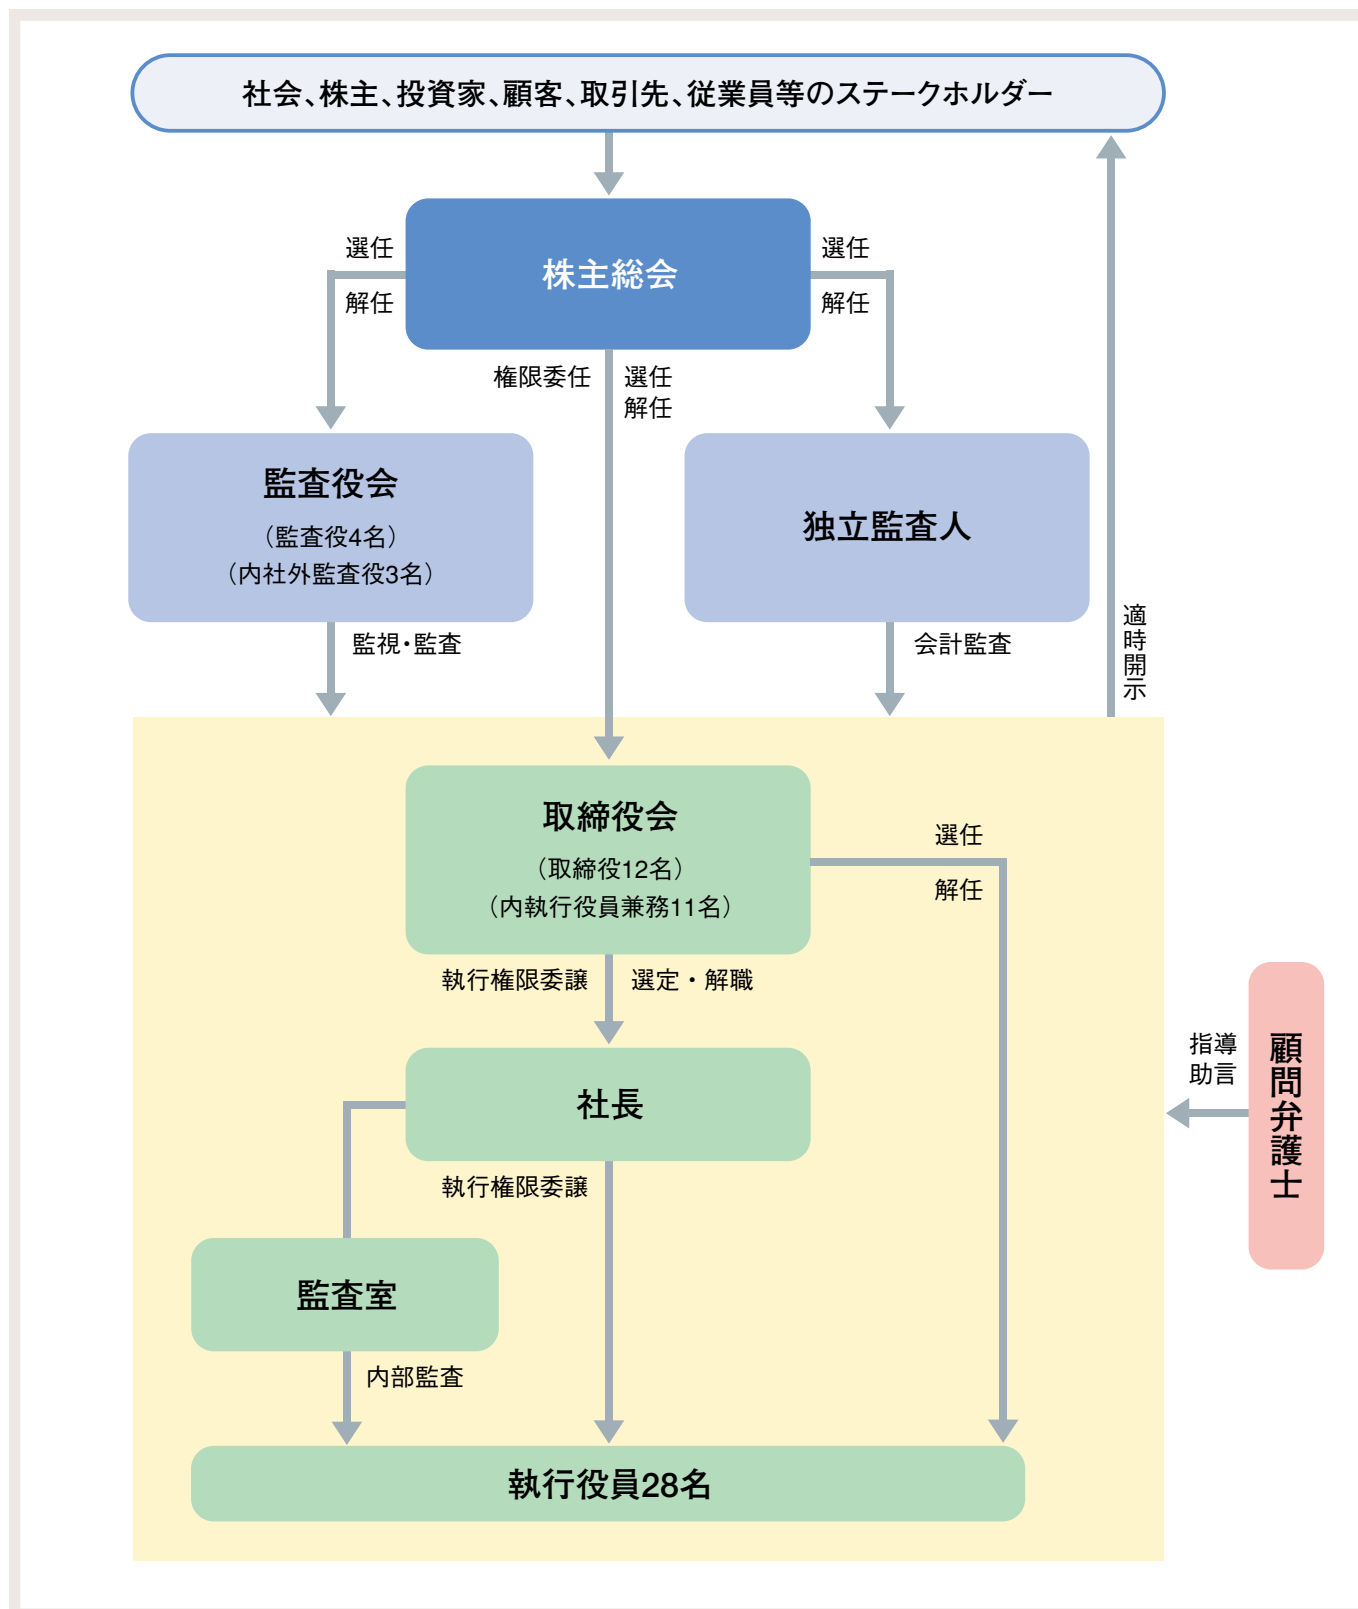 社会、株主、投資家、顧客、取引先、従業員等のステークホルダー
株主総会
選任
解任
選任
解任
権限委任
選任
解任
監査役会
（監査役4名）
（内社外監査役3名）
独立監査人
監視・監査
会計監査
適時開示
取締役会
（取締役12名）
（内執行役員兼務11名）
選任
解任
執行権限委譲
選定・解職
社長
指導
助言
顧問弁護士
執行権限委譲
監査室
内部監査
執行役員28名